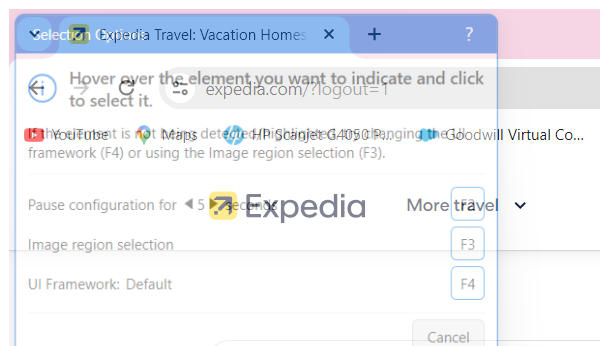 Selection Options
Expedia Travel: Vacation Homes
?
Hover over the element you want to indicate and click
to select it.
expedia.com/?logout=1
If the element is not being detected highlighted, try changing the UI
framework (F4) or using the Image region selection (F3).
YouTube Maps HP Scanjet G4050 P... Goodwill Virtual Co...
Pause configuration for 5 seconds F2
Expedia More travel
Image region selection F3
UI Framework: Default F4
Cancel